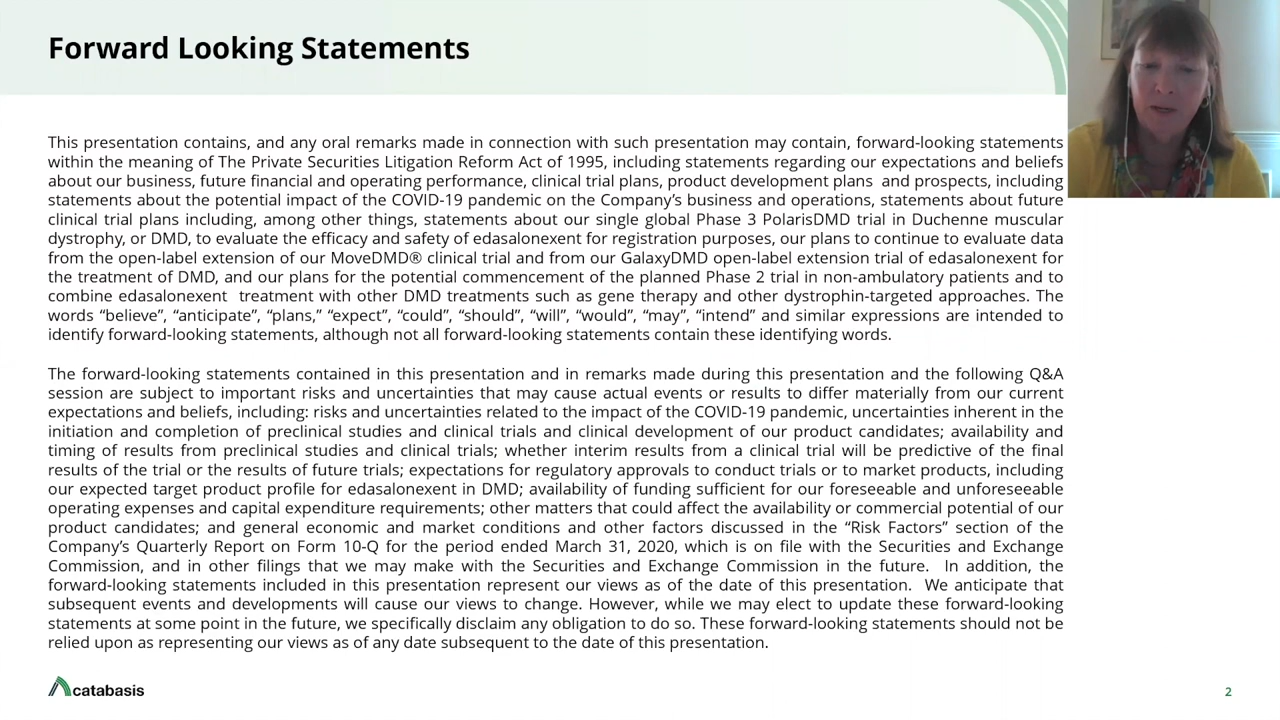 Forward Looking Statements
This presentation contains, and any oral remarks made in connection with such presentation may contain, forward-looking statements
within the meaning of The Private Securities Litigation Reform Act of 1995, including statements regarding our expectations and beliefs
about our business, future financial and operating performance, clinical trial plans, product development plans  and prospects, including
statements about the potential impact of the COVID-19 pandemic on the Company’s business and operations, statements about future
clinical trial plans including, among other things, statements about our single global Phase 3 PolarisDMD trial in Duchenne muscular
dystrophy, or DMD, to evaluate the efficacy and safety of edasalonexent for registration purposes, our plans to continue to evaluate data
from the open-label extension of our MoveDMD® clinical trial and from our GalaxyDMD open-label extension trial of edasalonexent for
the treatment of DMD, and our plans for the potential commencement of the planned Phase 2 trial in non-ambulatory patients and to
combine edasalonexent  treatment with other DMD treatments such as gene therapy and other dystrophin-targeted approaches. The
words “believe”, “anticipate”, “plans,” “expect”, “could”, “should”, “will”, “would”, “may”, “intend” and similar expressions are intended to
identify forward-looking statements, although not all forward-looking statements contain these identifying words.
The forward-looking statements contained in this presentation and in remarks made during this presentation and the following Q&A
session are subject to important risks and uncertainties that may cause actual events or results to differ materially from our current
expectations and beliefs, including: risks and uncertainties related to the impact of the COVID-19 pandemic, uncertainties inherent in the
initiation and completion of preclinical studies and clinical trials and clinical development of our product candidates; availability and
timing of results from preclinical studies and clinical trials; whether interim results from a clinical trial will be predictive of the final
results of the trial or the results of future trials; expectations for regulatory approvals to conduct trials or to market products, including
our expected target product profile for edasalonexent in DMD; availability of funding sufficient for our foreseeable and unforeseeable
operating expenses and capital expenditure requirements; other matters that could affect the availability or commercial potential of our
product candidates; and general economic and market conditions and other factors discussed in the “Risk Factors” section of the
Company’s Quarterly Report on Form 10-Q for the period ended March 31, 2020, which is on file with the Securities and Exchange
Commission, and in other filings that we may make with the Securities and Exchange Commission in the future.  In addition, the
forward-looking statements included in this presentation represent our views as of the date of this presentation.  We anticipate that
subsequent events and developments will cause our views to change. However, while we may elect to update these forward-looking
statements at some point in the future, we specifically disclaim any obligation to do so. These forward-looking statements should not be
relied upon as representing our views as of any date subsequent to the date of this presentation.
catabasis
2